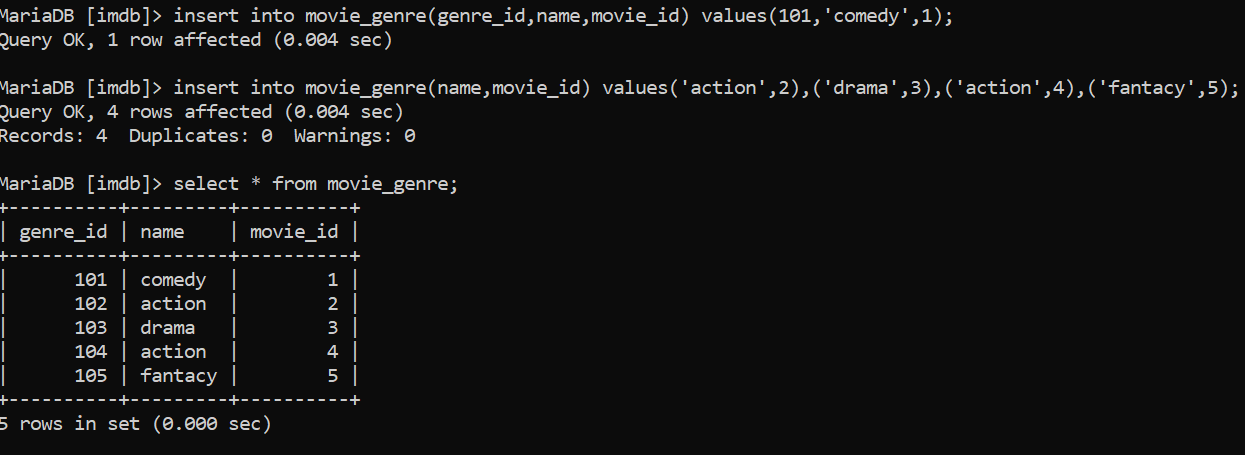 MariaDB [imdb]> insert into movie_genre(genre_id,name,movie_id) values(101,'comedy',1);
Query OK, 1 row affected (0.004 sec)

MariaDB [imdb]> insert into movie_genre(name,movie_id) values('action',2),('drama',3),('action',4),('fantacy',5);
Query OK, 4 rows affected (0.004 sec)
Records: 4  Duplicates: 0  Warnings: 0

MariaDB [imdb]> select * from movie_genre;
+----------+---------+----------+
| genre_id | name    | movie_id |
+----------+---------+----------+
|      101 | comedy  |        1 |
|      102 | action  |        2 |
|      103 | drama   |        3 |
|      104 | action  |        4 |
|      105 | fantacy |        5 |
+----------+---------+----------+
5 rows in set (0.000 sec)